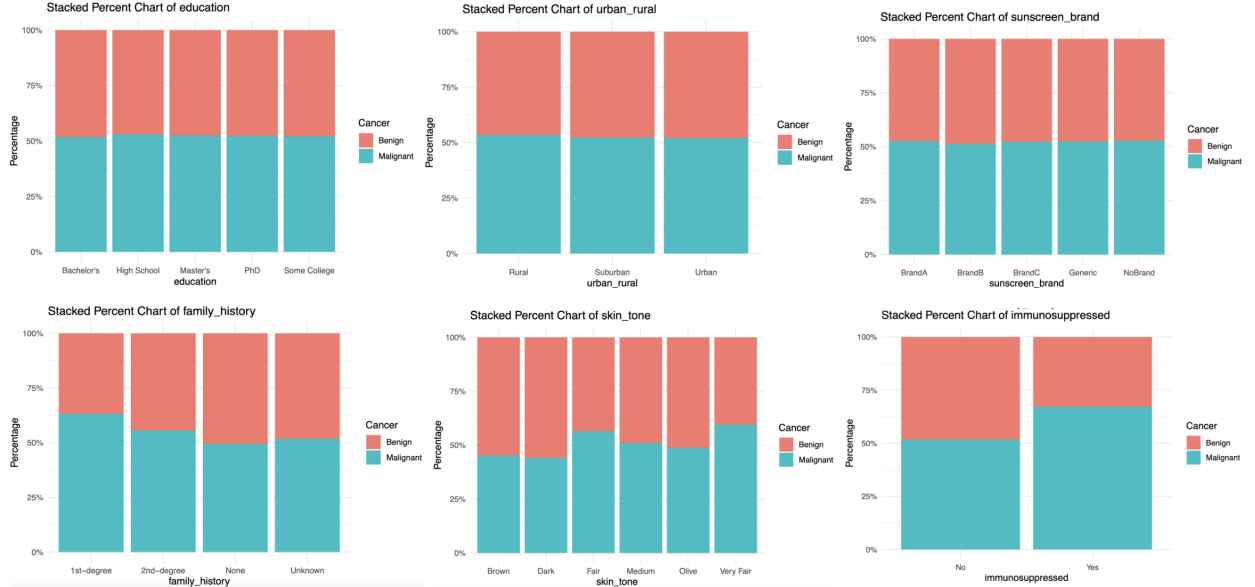 Stacked Percent Chart of education
100%
75%
50%
25%
0%
Percentage
Bachelor's High School Master's PhD Some College
education
Cancer
Benign
Malignant
Stacked Percent Chart of urban_rural
100%
75%
50%
25%
0%
Percentage
Rural Suburban Urban
urban_rural
Cancer
Benign
Malignant
Stacked Percent Chart of sunscreen_brand
100%
75%
50%
25%
0%
Percentage
BrandA BrandB BrandC Generic NoBrand
sunscreen_brand
Cancer
Benign
Malignant
Stacked Percent Chart of family_history
100%
75%
50%
25%
0%
Percentage
1st-degree 2nd-degree None Unknown
family_history
Cancer
Benign
Malignant
Stacked Percent Chart of skin_tone
100%
75%
50%
25%
0%
Percentage
Brown Dark Fair Medium Olive Very Fair
skin_tone
Cancer
Benign
Malignant
Stacked Percent Chart of immunosuppressed
100%
75%
50%
25%
0%
Percentage
No Yes
immunosuppressed
Cancer
Benign
Malignant